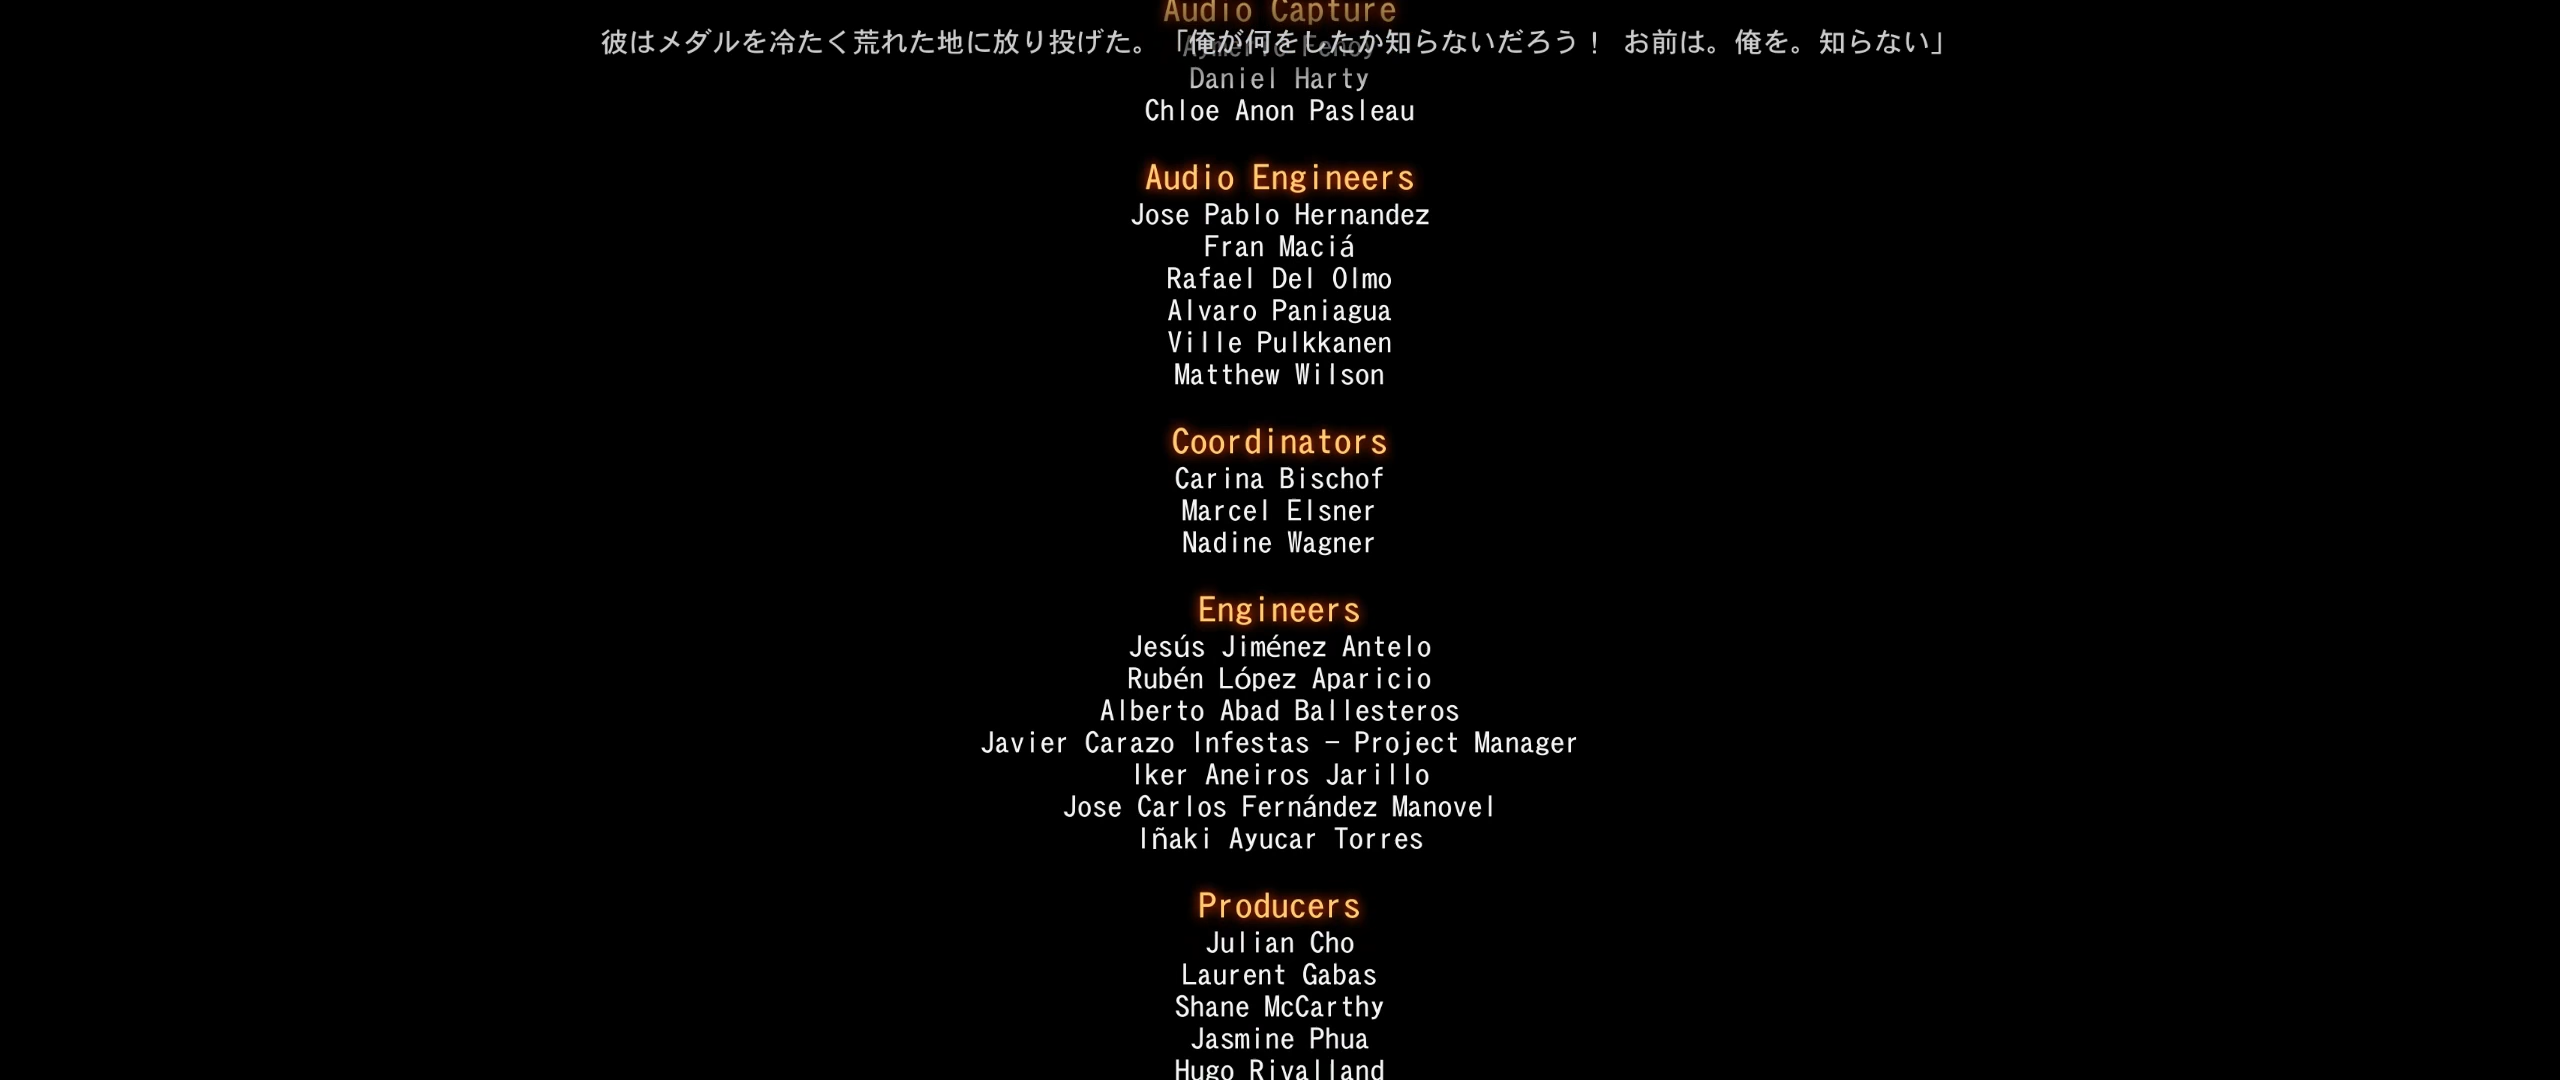 Audio Capture
彼はメダルを冷たく荒れた地に放り投げた。「俺が何をしたか知らないだろう！ お前は。俺を。知らない」
Daniel Harty
Chloe Anon Pasleau
Audio Engineers
Jose Pablo Hernandez
Fran Maciá
Rafael Del Olmo
Alvaro Paniagua
Ville Pulkkanen
Matthew Wilson
Coordinators
Carina Bischof
Marcel Elsner
Nadine Wagner
Engineers
Jesús Jiménez Antelo
Rubén López Aparicio
Alberto Abad Ballesteros
Javier Carazo Infestas – Project Manager
Iker Aneiros Jarillo
Jose Carlos Fernández Manovel
Iñaki Ayucar Torres
Producers
Julian Cho
Laurent Gabas
Shane McCarthy
Jasmine Phua
Hugo Rivalland